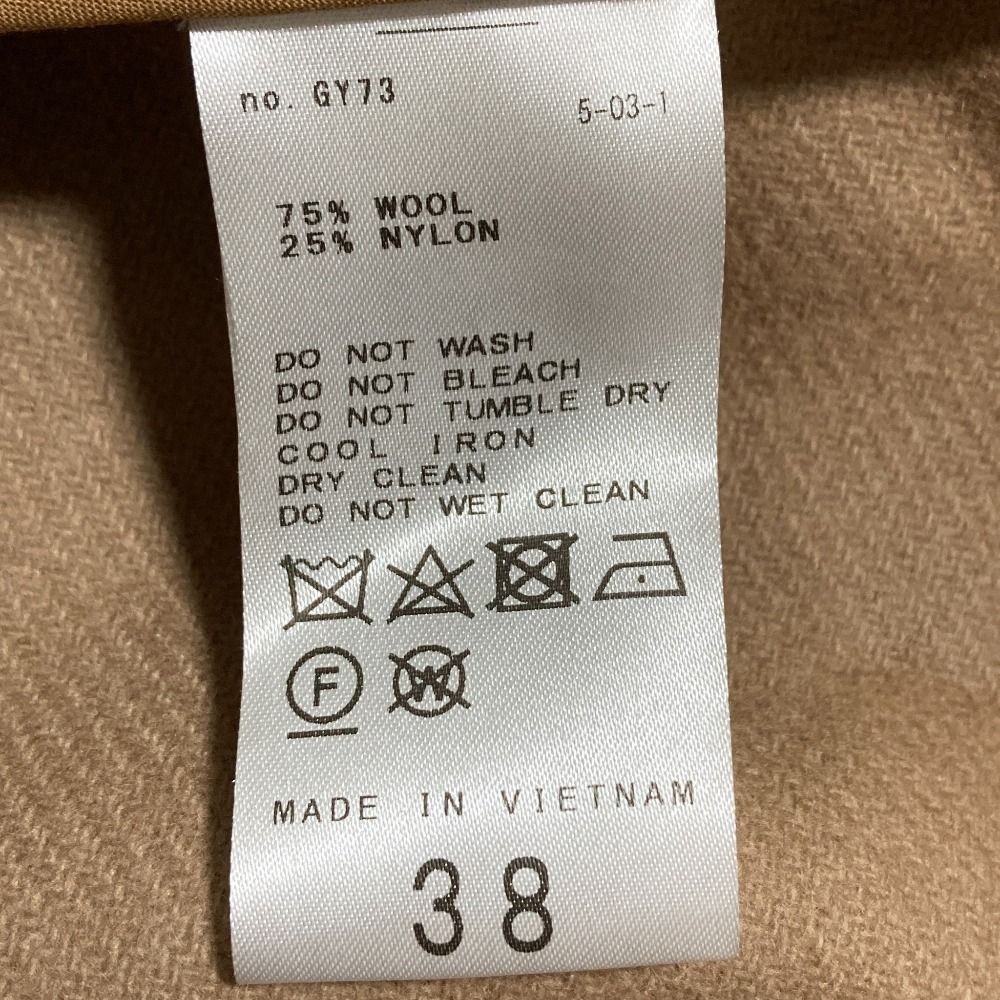 no. GY73 5-03-1
75% WOOL
25% NYLON
DO NOT WASH
DO NOT BLEACH
DO NOT TUMBLE DRY
COOL IRON
DRY CLEAN
DO NOT WET CLEAN
F W
MADE IN VIETNAM
38